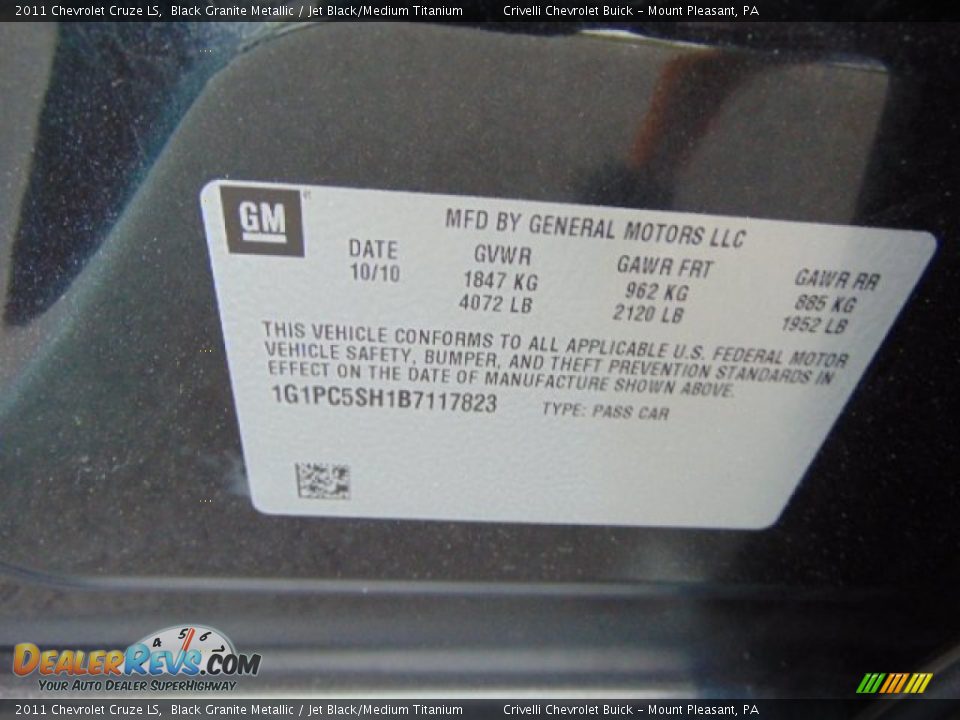 2011 Chevrolet Cruze LS,  Black Granite Metallic / Jet Black/Medium Titanium Crivelli Chevrolet Buick - Mount Pleasant, PA
GM
MFD BY GENERAL MOTORS LLC
DATE GVWR GAWR FRT GAWR RR
10/10 1847 KG 962 KG 885 KG
4072 LB 2120 LB 1952 LB
THIS VEHICLE CONFORMS TO ALL APPLICABLE U.S. FEDERAL MOTOR
VEHICLE SAFETY, BUMPER, AND THEFT PREVENTION STANDARDS IN
EFFECT ON THE DATE OF MANUFACTURE SHOWN ABOVE.
1G1PC5SH1B7117823 TYPE: PASS CAR
4 5 6 7
DEALERREVS.COM
YOUR AUTO DEALER SUPERHIGHWAY
2011 Chevrolet Cruze LS,  Black Granite Metallic / Jet Black/Medium Titanium Crivelli Chevrolet Buick - Mount Pleasant, PA